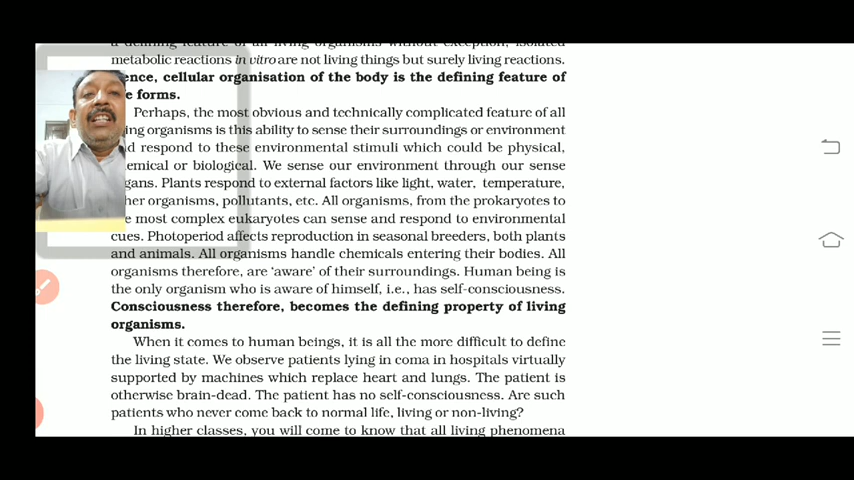 a defining feature of all living organisms without exception, isolated
metabolic reactions in vitro are not living things but surely living reactions.
ence, cellular organisation of the body is the defining feature of
e forms.
Perhaps, the most obvious and technically complicated feature of all
ing organisms is this ability to sense their surroundings or environment
d respond to these environmental stimuli which could be physical,
emical or biological. We sense our environment through our sense
gans. Plants respond to external factors like light, water, temperature,
her organisms, pollutants, etc. All organisms, from the prokaryotes to
e most complex eukaryotes can sense and respond to environmental
cues. Photoperiod affects reproduction in seasonal breeders, both plants
and animals. All organisms handle chemicals entering their bodies. All
organisms therefore, are ‘aware’ of their surroundings. Human being is
the only organism who is aware of himself, i.e., has self-consciousness.
Consciousness therefore, becomes the defining property of living
organisms.
When it comes to human beings, it is all the more difficult to define
the living state. We observe patients lying in coma in hospitals virtually
supported by machines which replace heart and lungs. The patient is
otherwise brain-dead. The patient has no self-consciousness. Are such
patients who never come back to normal life, living or non-living?
In higher classes, you will come to know that all living phenomena